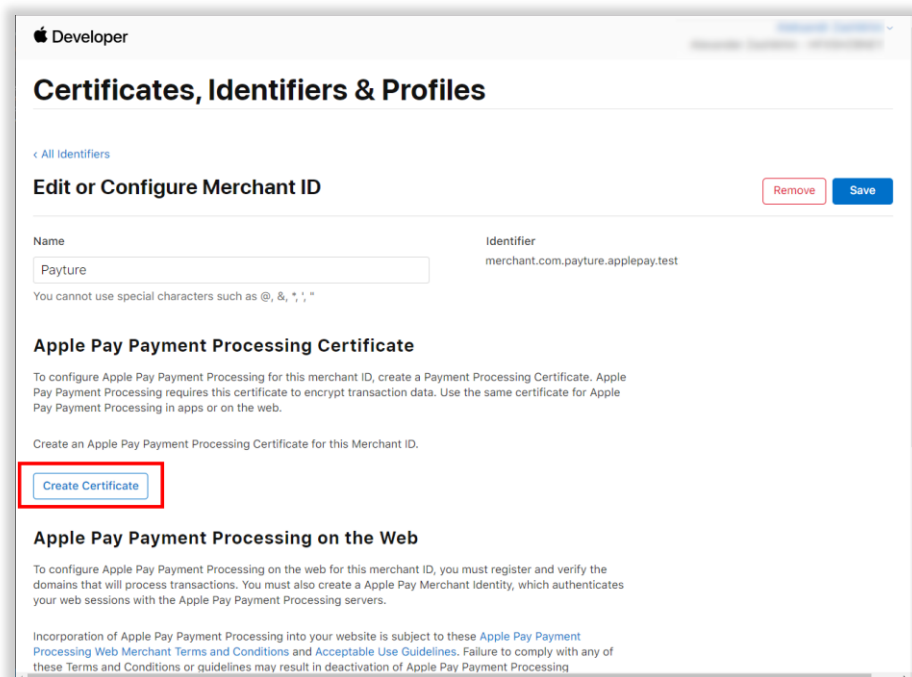 Developer
Certificates, Identifiers & Profiles
‹ All Identifiers
Edit or Configure Merchant ID
Remove
Save
Name
Identifier
Payture
merchant.com.payture.applepay.test
You cannot use special characters such as @, &, *, ', "
Apple Pay Payment Processing Certificate
To configure Apple Pay Payment Processing for this merchant ID, create a Payment Processing Certificate. Apple
Pay Payment Processing requires this certificate to encrypt transaction data. Use the same certificate for Apple
Pay Payment Processing in apps or on the web.
Create an Apple Pay Payment Processing Certificate for this Merchant ID.
Create Certificate
Apple Pay Payment Processing on the Web
To configure Apple Pay Payment Processing on the web for this merchant ID, you must register and verify the
domains that will process transactions. You must also create a Apple Pay Merchant Identity, which authenticates
your web sessions with the Apple Pay Payment Processing servers.
Incorporation of Apple Pay Payment Processing into your website is subject to these Apple Pay Payment
Processing Web Merchant Terms and Conditions and Acceptable Use Guidelines. Failure to comply with any of
these Terms and Conditions or guidelines may result in deactivation of Apple Pay Payment Processing